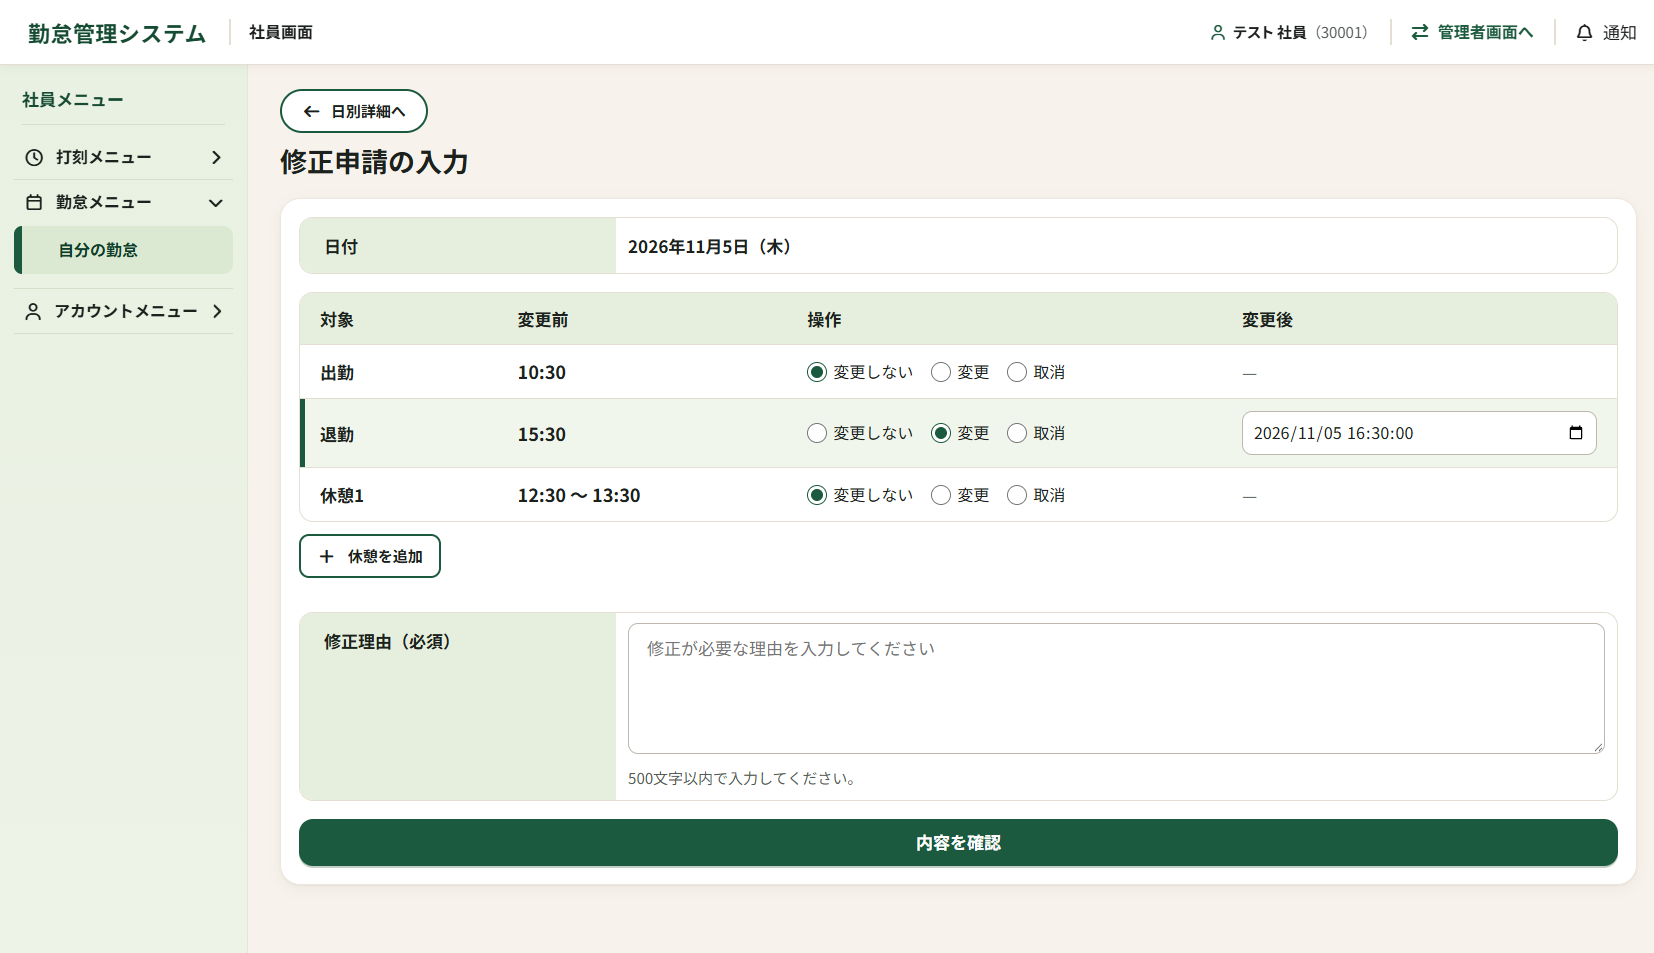 勤怠管理システム 社員画面 テスト 社員 (30001) 管理者画面へ 通知
社員メニュー
打刻メニュー
勤怠メニュー
自分の勤怠
アカウントメニュー
日別詳細へ
修正申請の入力
日付 2026年11月5日（木）
対象 変更前 操作 変更後
出勤 10:30 変更しない 変更 取消 —
退勤 15:30 変更しない 変更 取消 2026/11/05 16:30:00
休憩1 12:30 〜 13:30 変更しない 変更 取消 —
休憩を追加
修正理由（必須） 修正が必要な理由を入力してください
500文字以内で入力してください。
内容を確認